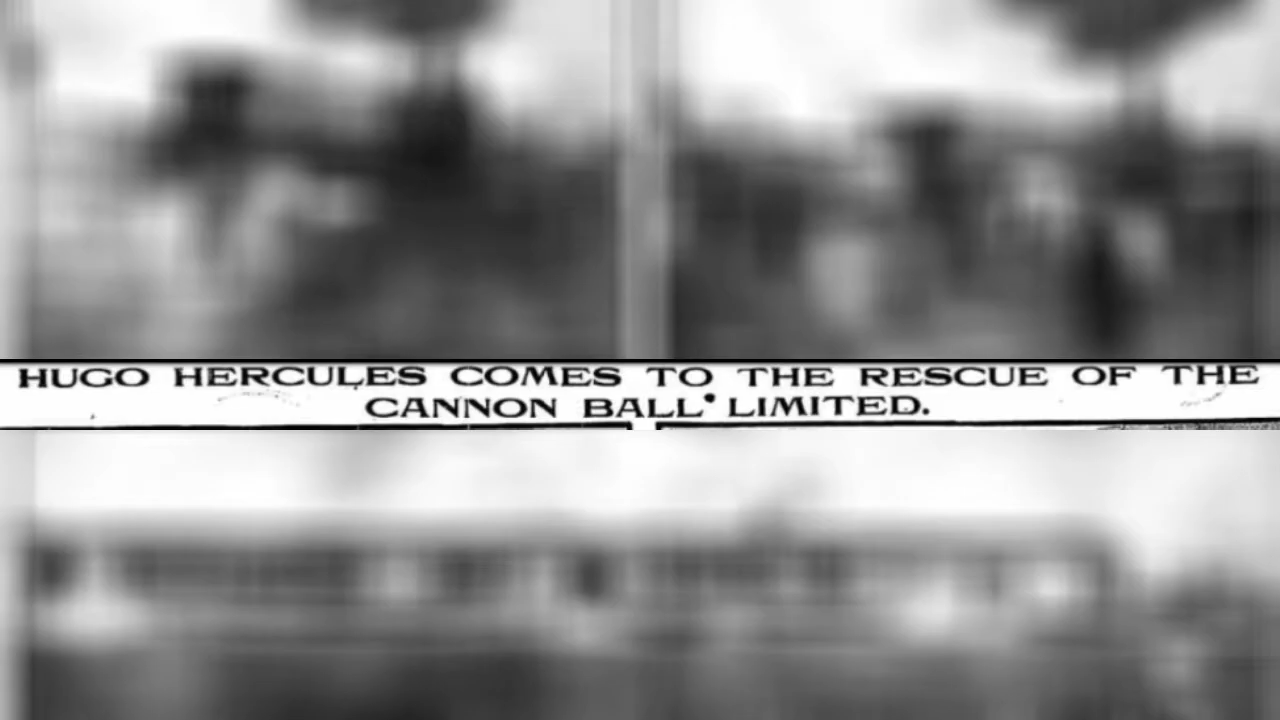 HUGO HERCULES COMES TO THE RESCUE OF THE
CANNON BALL LIMITED.